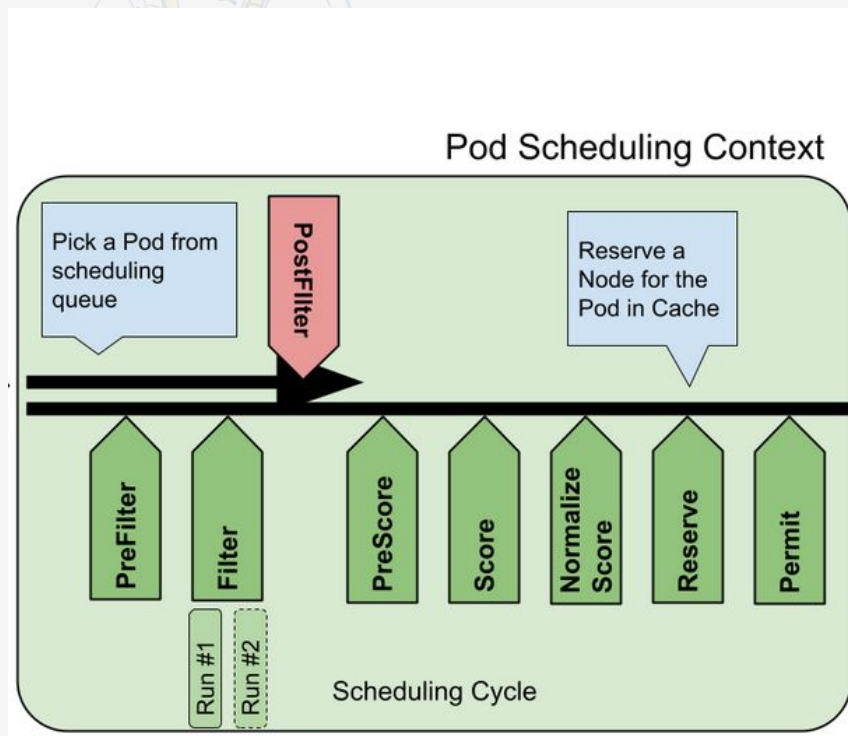 Pod Scheduling Context
Pick a Pod from
scheduling
queue
PostFIlter
Reserve a
Node for the
Pod in Cache
PreFilter
Filter
PreScore
Score
Normalize
Score
Reserve
Permit
Run #1
Run #2
Scheduling Cycle